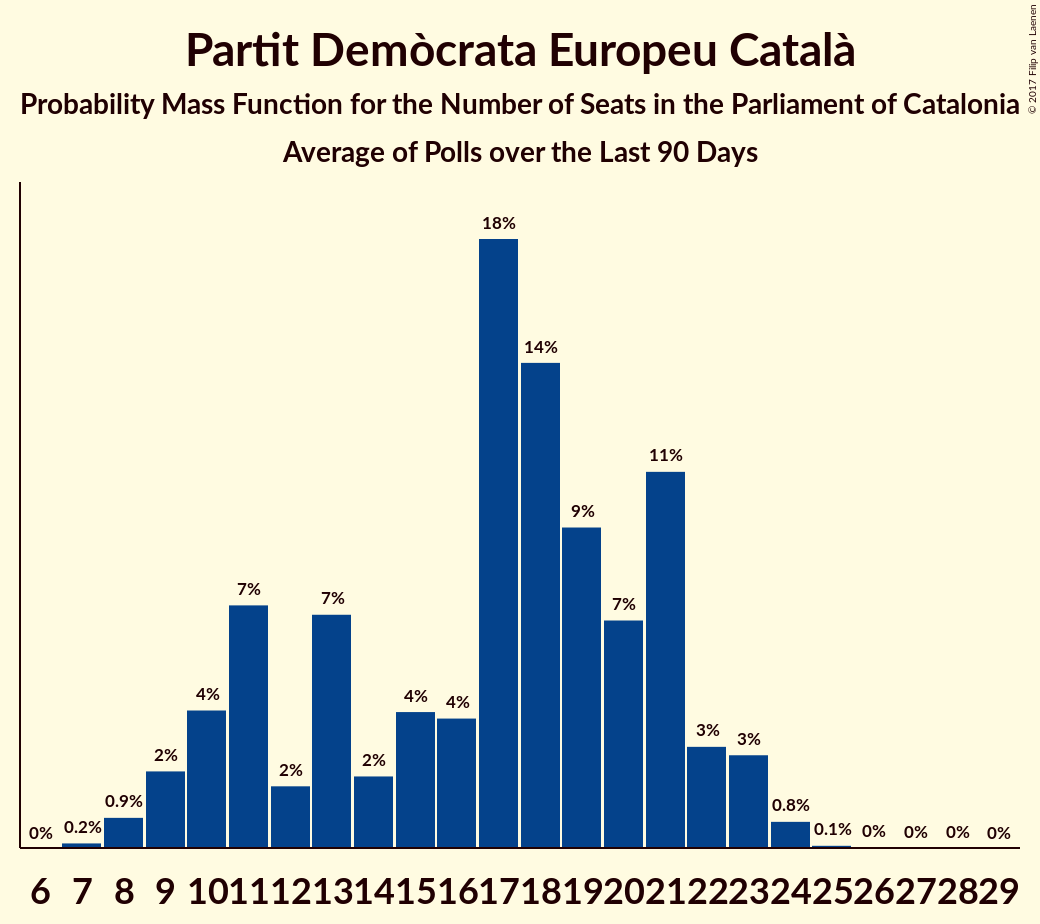 Partit Demòcrata Europeu Català
Probability Mass Function for the Number of Seats in the Parliament of Catalonia
Average of Polls over the Last 90 Days
© 2017 Filip van Laenen
0% 0.2% 0.9% 2% 4% 7% 2% 7% 2% 4% 4% 18% 14% 9% 7% 11% 3% 3% 0.8% 0.1% 0% 0% 0% 0%
6 7 8 9 10 11 12 13 14 15 16 17 18 19 20 21 22 23 24 25 26 27 28 29